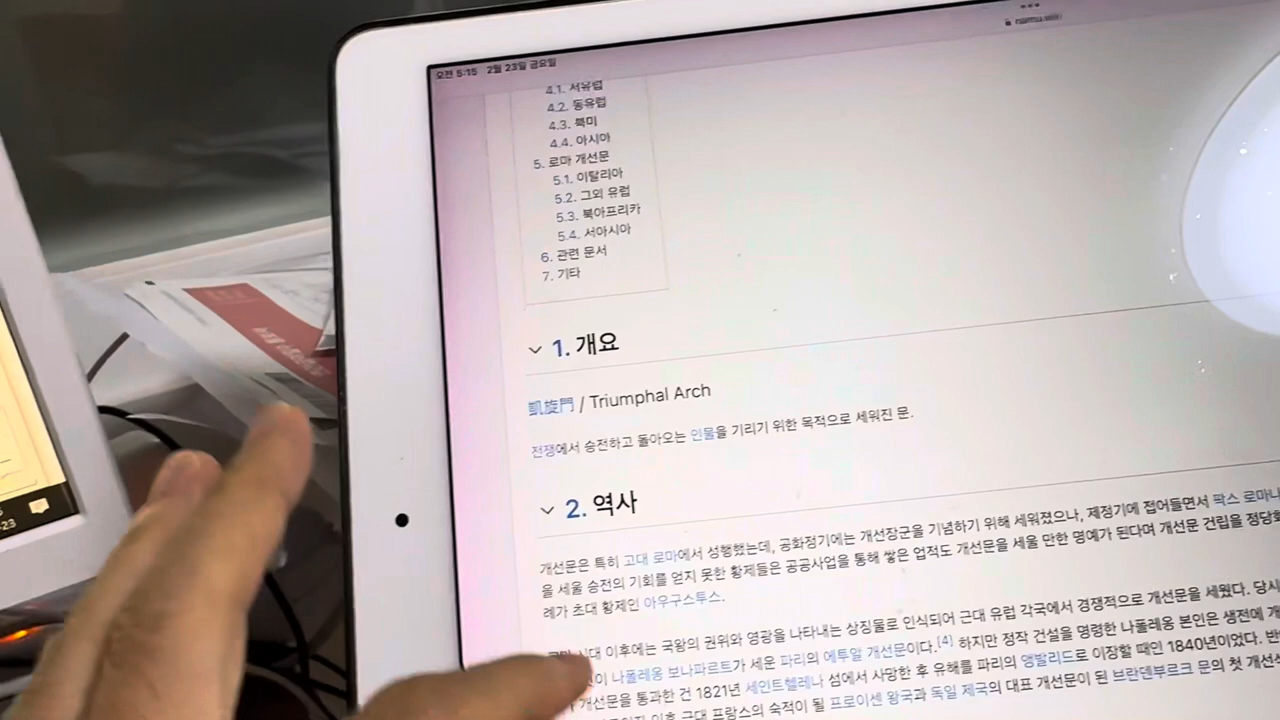 오전 5:15 2월 23일 금요일
4.1. 서유럽
4.2. 동유럽
4.3. 북미
4.4. 아시아
5. 로마 개선문
5.1. 이탈리아
5.2. 그외 유럽
5.3. 북아프리카
5.4. 서아시아
6. 관련 문서
7. 기타
1. 개요
凱旋門 / Triumphal Arch
전쟁에서 승전하고 돌아오는 인물을 기리기 위한 목적으로 세워진 문.
2. 역사
개선문은 특히 고대 로마에서 성행했는데, 공화정기에는 개선장군을 기념하기 위해 세워졌으나, 제정기에 접어들면서 팍스 로마나
을 세울 승전의 기회를 얻지 못한 황제들은 공공사업을 통해 쌓은 업적도 개선문을 세울 만한 명예가 된다며 개선문 건립을 정당화
례가 초대 황제인 아우구스투스.
시대 이후에는 국왕의 권위와 영광을 나타내는 상징물로 인식되어 근대 유럽 각국에서 경쟁적으로 개선문을 세웠다. 당시
나폴레옹 보나파르트가 세운 파리의 에투알 개선문이다.[4] 하지만 정작 건설을 명령한 나폴레옹 본인은 생전에 개
개선문을 통과한 건 1821년 세인트헬레나 섬에서 사망한 후 유해를 파리의 앵발리드로 이장할 때인 1840년이었다.
이후 근대 프랑스의 숙적이 될 프로이센 왕국과 독일 제국의 대표 개선문이 된 브란덴부르크 문의 첫 개선식